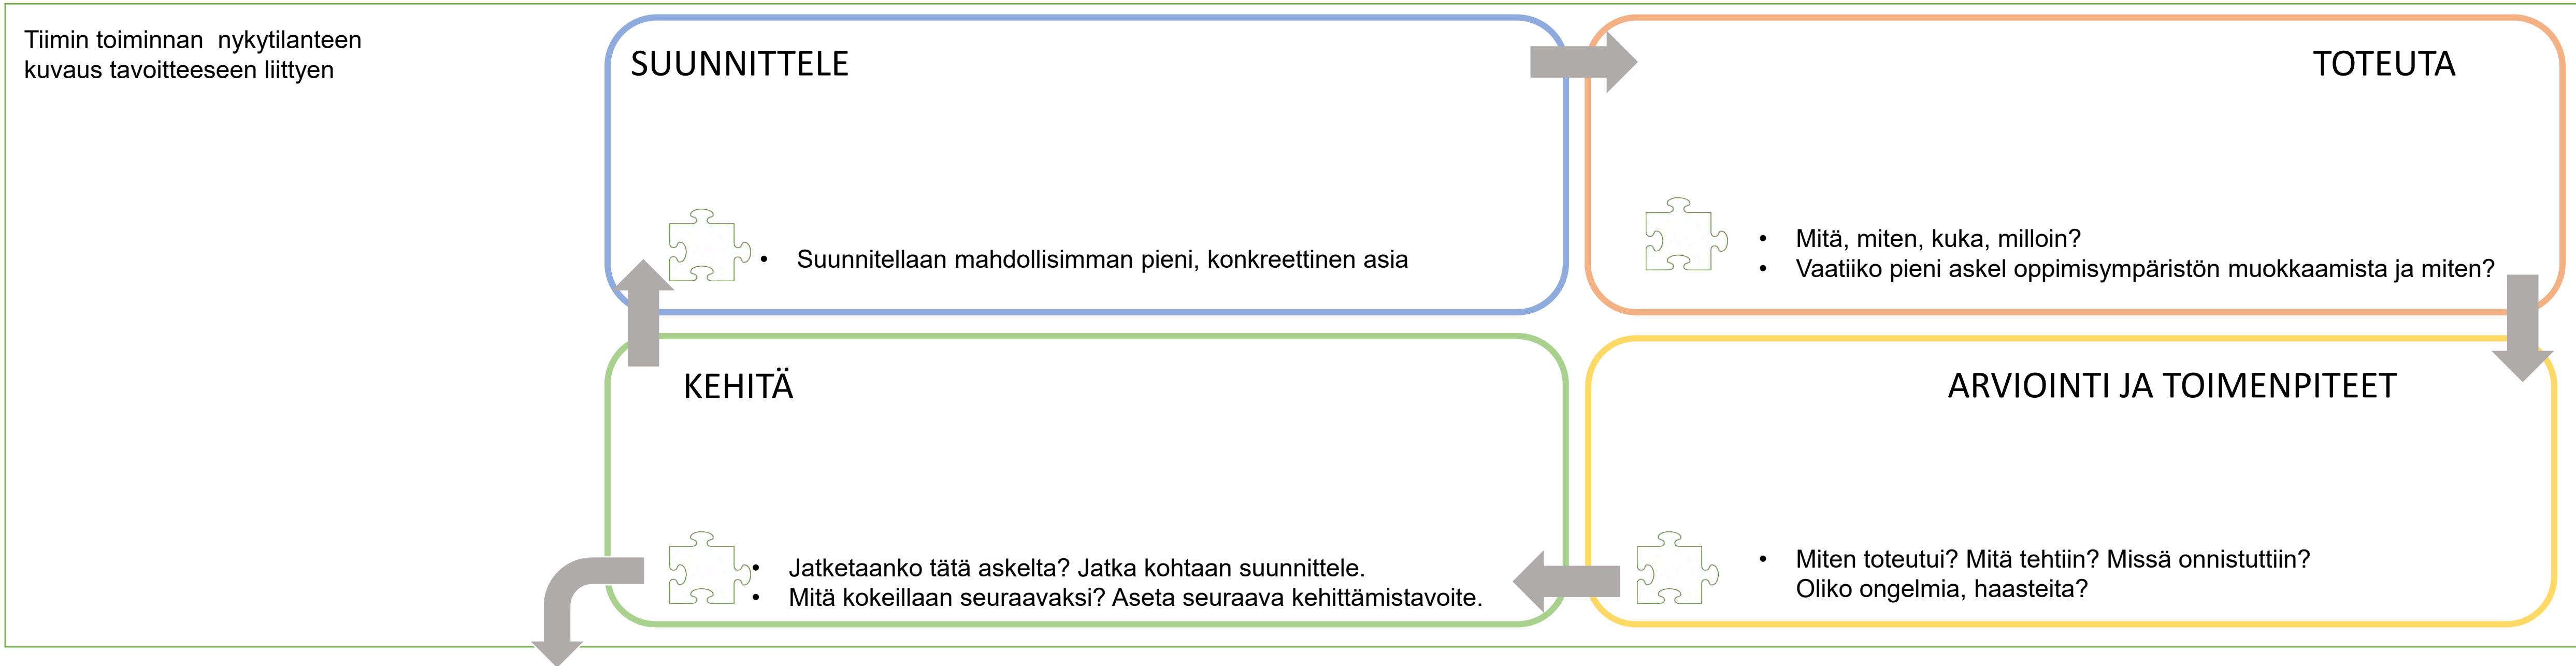 Tiimin toiminnan  nykytilanteen
kuvaus tavoitteeseen liittyen
SUUNNITTELE
• Suunnitellaan mahdollisimman pieni, konkreettinen asia
TOTEUTA
• Mitä, miten, kuka, milloin?
• Vaatiiko pieni askel oppimisympäristön muokkaamista ja miten?
KEHITÄ
• Jatketaanko tätä askelta? Jatka kohtaan suunnittele.
• Mitä kokeillaan seuraavaksi? Aseta seuraava kehittämistavoite.
ARVIOINTI JA TOIMENPITEET
• Miten toteutui? Mitä tehtiin? Missä onnistuttiin?
Oliko ongelmia, haasteita?